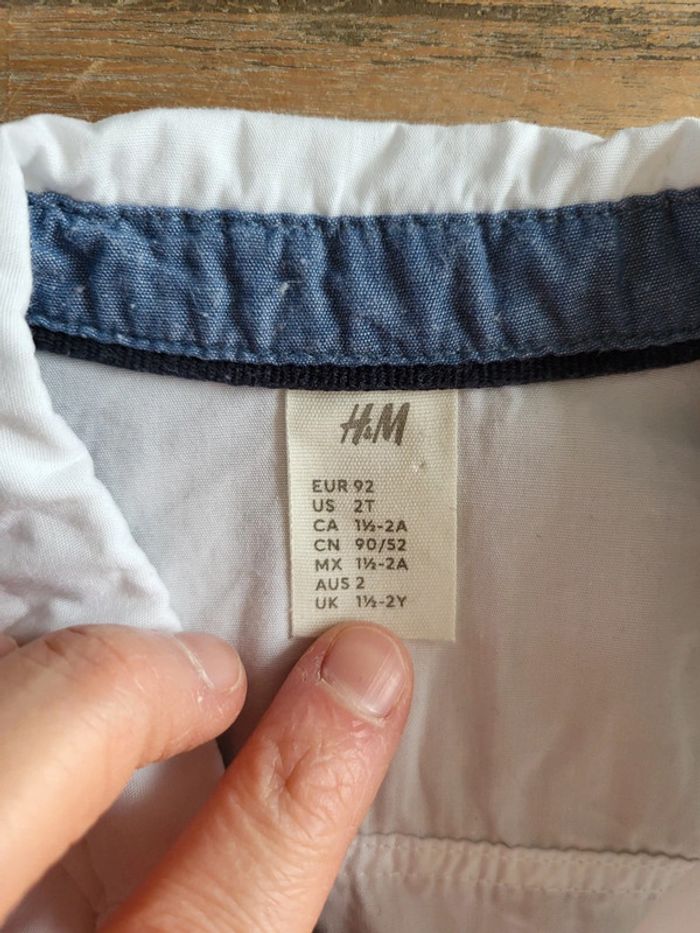 H&M
EUR 92
US 2T
CA 1½-2A
CN 90/52
MX 1½-2A
AUS 2
UK 1½-2Y